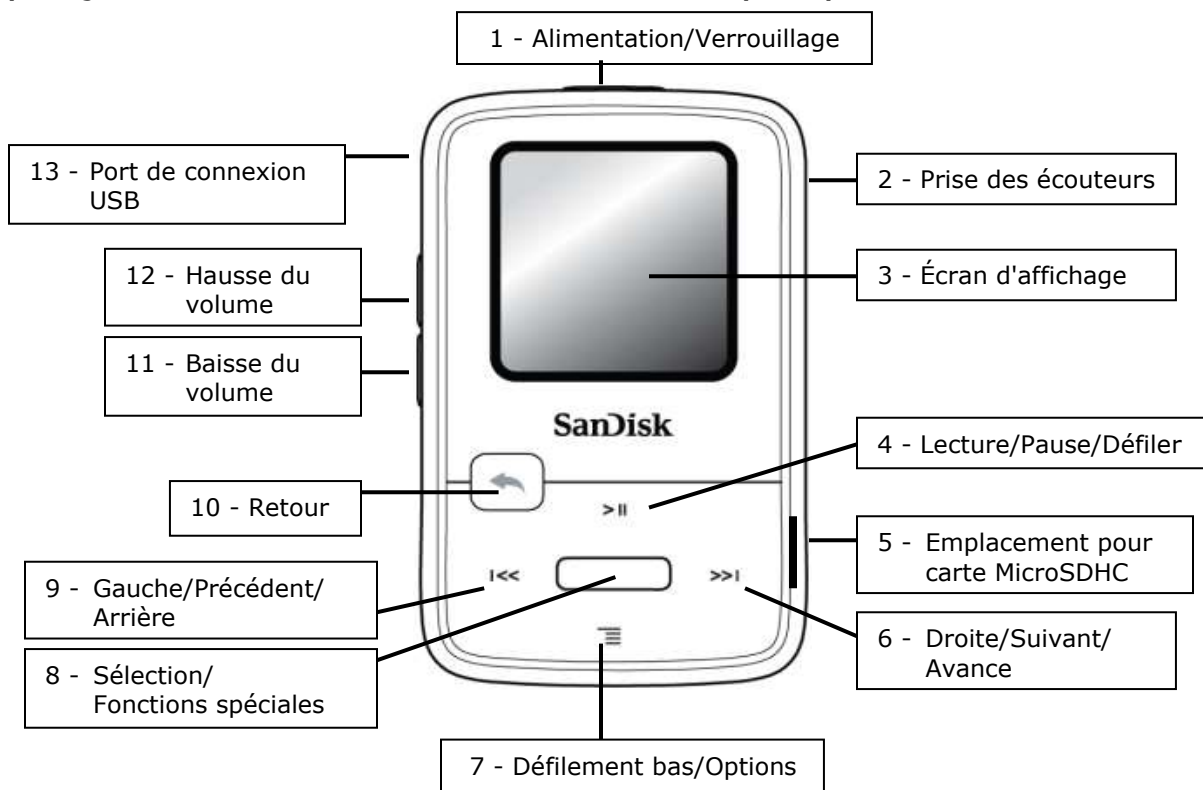 1 - Alimentation/Verrouillage
13 - Port de connexion
USB
2 - Prise des écouteurs
12 - Hausse du
volume
3 - Écran d'affichage
11 - Baisse du
volume
SanDisk
4 - Lecture/Pause/Défiler
10 - Retour
>II
5 - Emplacement pour
carte MicroSDHC
9 - Gauche/Précédent/
Arrière
I<<
>>I
6 - Droite/Suivant/
Avance
8 - Sélection/
Fonctions spéciales
7 - Défilement bas/Options